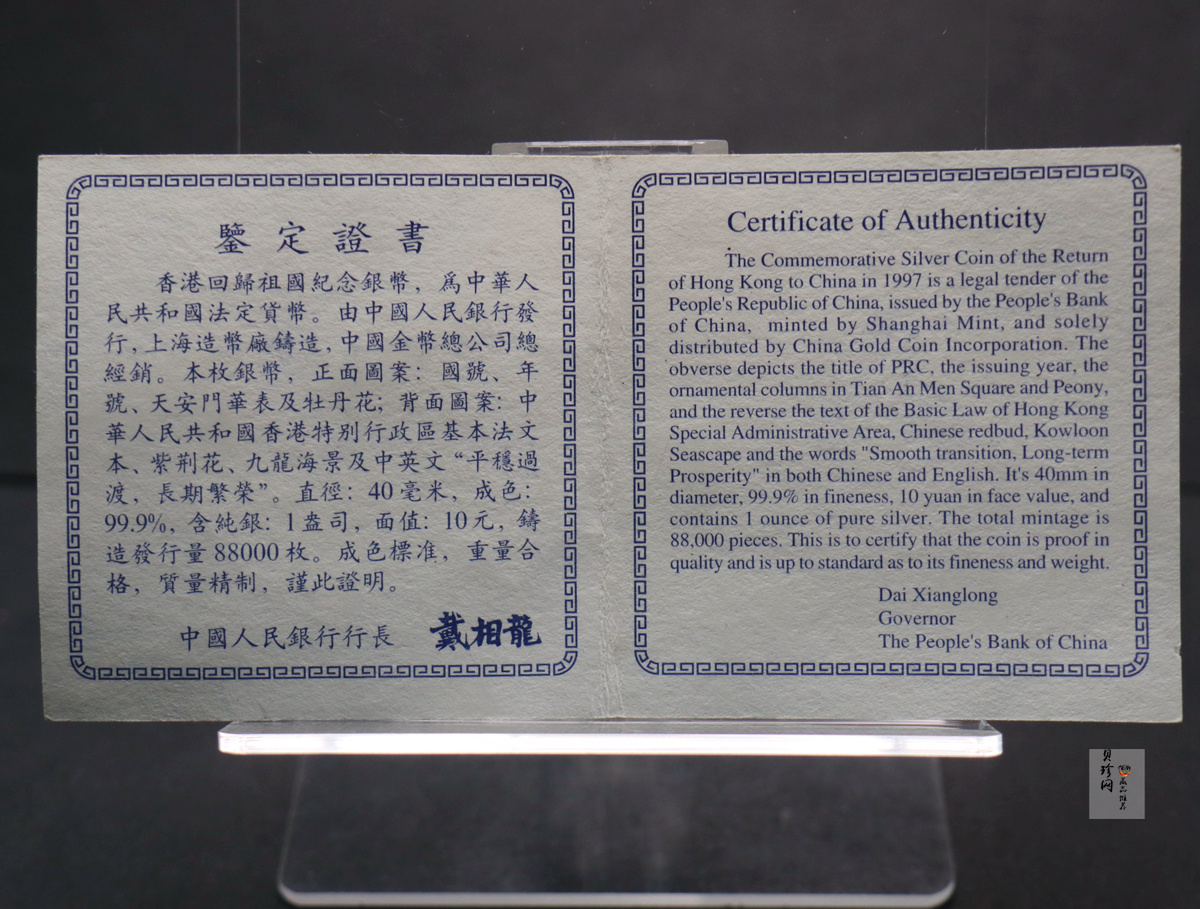 鑒定證書
香港回歸祖國紀念銀幣，爲中華人
民共和國法定貨幣。由中國人民銀行發
行，上海造幣廠鑄造，中國金幣總公司總
經銷。本枚銀幣，正面圖案：國號、年
號、天安門華表及牡丹花；背面圖案：中
華人民共和國香港特別行政區基本法文
本、紫荆花、九龍海景及中英文“平穩過
渡，長期繁榮”。直徑：40毫米，成色：
99.9%，含純銀：1盎司，面值：10元，鑄
造發行量88000枚。成色標准，重量合
格，質量精制，謹此證明。
中國人民銀行行長 戴相龍
Certificate of Authenticity
The Commemorative Silver Coin of the Return
of Hong Kong to China in 1997 is a legal tender of the
People's Republic of China, issued by the People's Bank
of China, minted by Shanghai Mint, and solely
distributed by China Gold Coin Incorporation. The
obverse depicts the title of PRC, the issuing year, the
ornamental columns in Tian An Men Square and Peony,
and the reverse the text of the Basic Law of Hong Kong
Special Administrative Area, Chinese redbud, Kowloon
Seascape and the words "Smooth transition, Long-term
Prosperity" in both Chinese and English. It's 40mm in
diameter, 99.9% in fineness, 10 yuan in face value, and
contains 1 ounce of pure silver. The total mintage is
88,000 pieces. This is to certify that the coin is proof in
quality and is up to standard as to its fineness and weight.
Dai Xianglong
Governor
The People's Bank of China
贝珍网